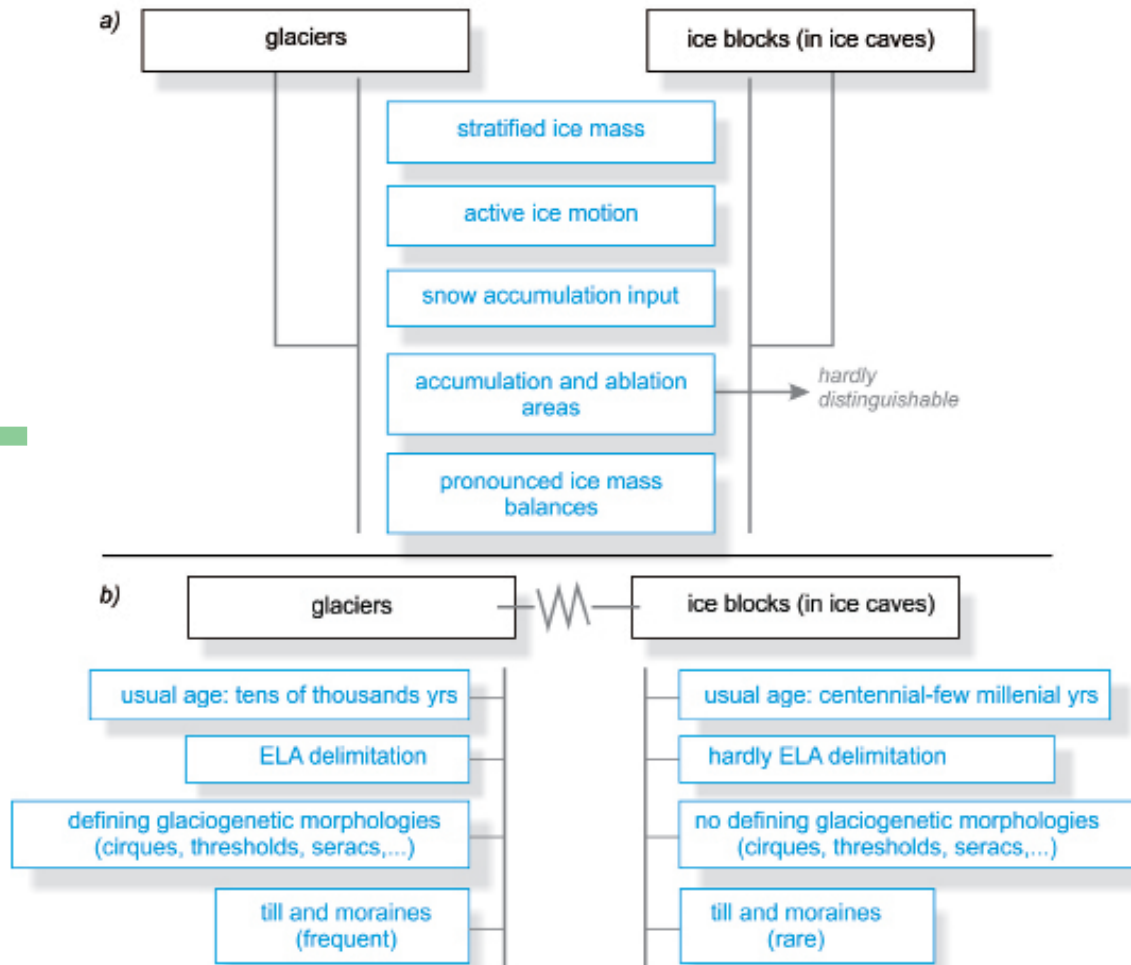 a)
glaciers
ice blocks (in ice caves)
stratified ice mass
active ice motion
snow accumulation input
accumulation and ablation
areas
hardly
distinguishable
pronounced ice mass
balances
b)
glaciers
ice blocks (in ice caves)
usual age: tens of thousands yrs
usual age: centennial-few millenial yrs
ELA delimitation
hardly ELA delimitation
defining glaciogenetic morphologies
(cirques, thresholds, seracs,...)
no defining glaciogenetic morphologies
(cirques, thresholds, seracs,...)
till and moraines
(frequent)
till and moraines
(rare)